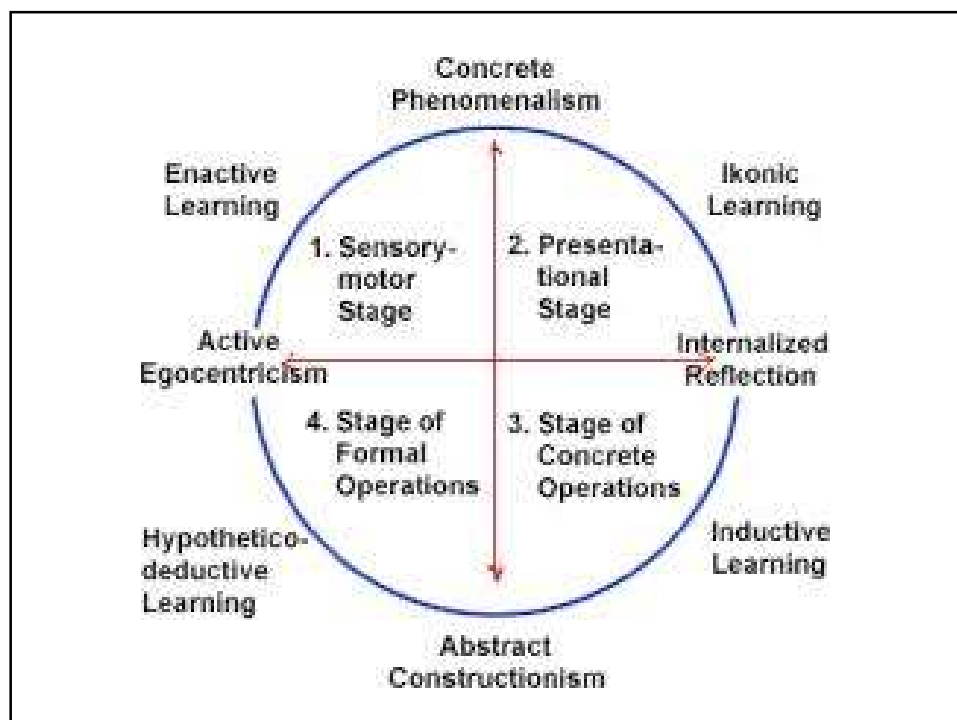 Concrete
Phenomenalism
Enactive
Learning
Ikonic
Learning
1. Sensory-
motor
Stage
2. Presenta-
tional
Stage
Active
Egocentricism
Internalized
Reflection
4. Stage of
Formal
Operations
3. Stage of
Concrete
Operations
Hypothetico-
deductive
Learning
Inductive
Learning
Abstract
Constructionism